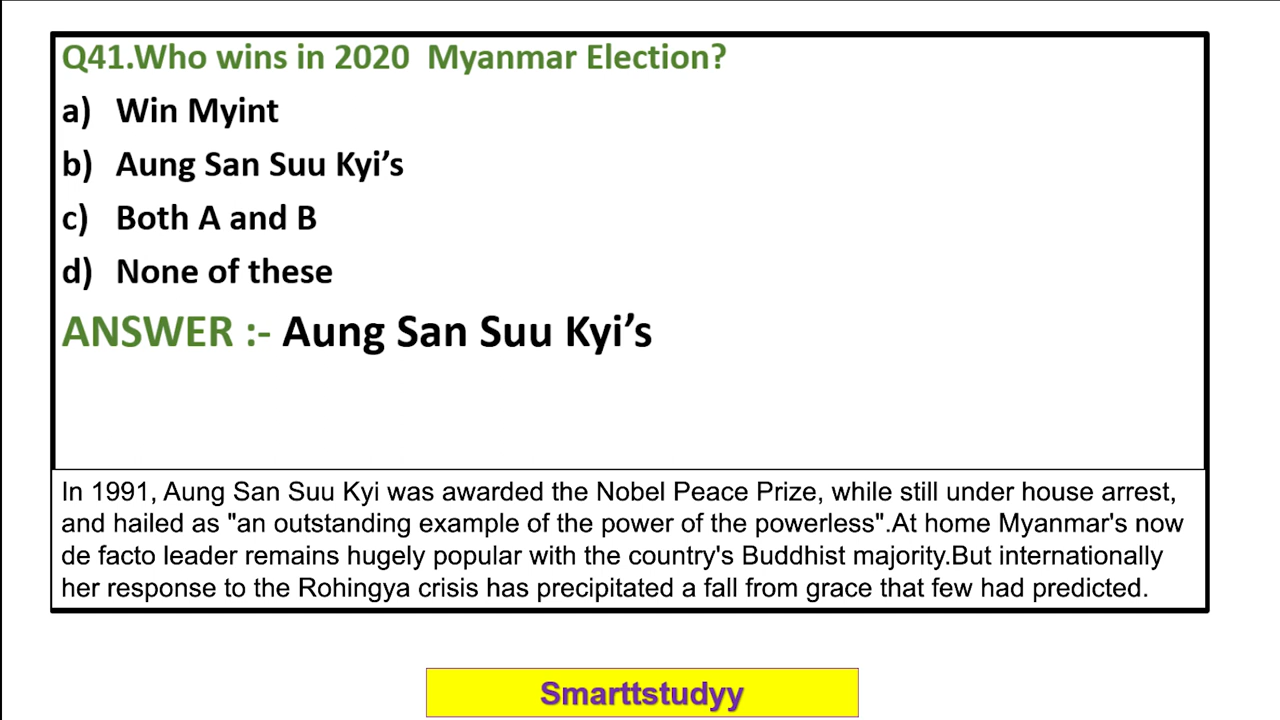 Q41.Who wins in 2020  Myanmar Election?
a) Win Myint
b) Aung San Suu Kyi’s
c) Both A and B
d) None of these
ANSWER :- Aung San Suu Kyi’s
In 1991, Aung San Suu Kyi was awarded the Nobel Peace Prize, while still under house arrest,
and hailed as "an outstanding example of the power of the powerless".At home Myanmar's now
de facto leader remains hugely popular with the country's Buddhist majority.But internationally
her response to the Rohingya crisis has precipitated a fall from grace that few had predicted.
Smarttstudyy